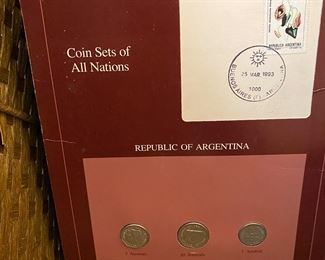 Coin Sets of
All Nations
REPUBLICA ARGENTINA
25 MAR 1993
BUENOS AIRES
1000
REPUBLIC OF ARGENTINA